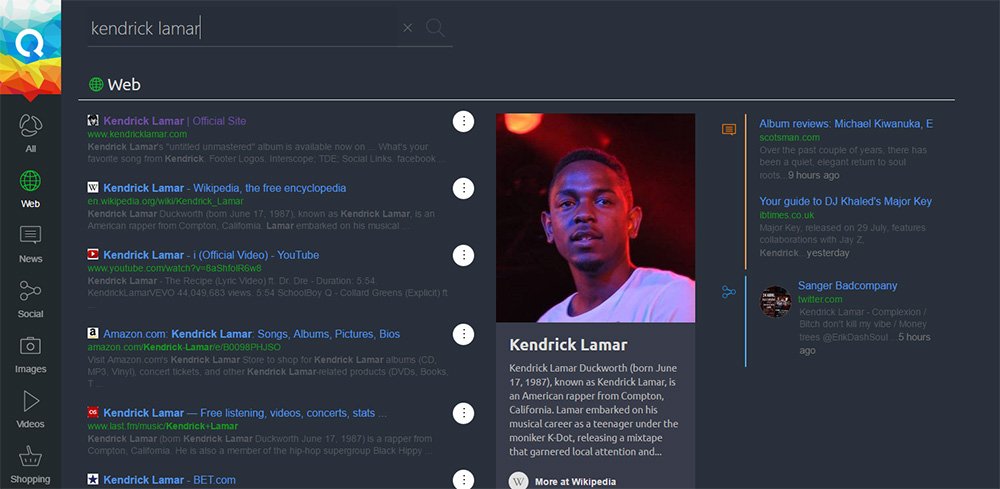 kendrick lamar
Web
All
Web
News
Social
Images
Videos
Shopping
Kendrick Lamar | Official Site
www.kendricklamar.com
Kendrick Lamar's "untitled unmastered" album is available now on ... What's your
favorite song from Kendrick. Footer Logos. Interscope; TDE; Social Links. facebook ...
Kendrick Lamar - Wikipedia, the free encyclopedia
en.wikipedia.org/wiki/Kendrick_Lamar
Kendrick Lamar Duckworth (born June 17, 1987), known as Kendrick Lamar, is an
American rapper from Compton, California. Lamar embarked on his musical ...
Kendrick Lamar - i (Official Video) - YouTube
www.youtube.com/watch?v=8aShfolR6w8
Kendrick Lamar - The Recipe (Lyric Video) ft. Dr. Dre - Duration: 5:54
KendrickLamarVEVO 44,049,683 views. 5:54 SchoolBoy Q - Collard Greens (Explicit) ft
Amazon.com: Kendrick Lamar: Songs, Albums, Pictures, Bios
amazon.com/Kendrick-Lamar/e/B0098PHJSO
Visit Amazon.com's Kendrick Lamar Store to shop for Kendrick Lamar albums (CD,
MP3, Vinyl), concert tickets, and other Kendrick Lamar-related products (DVDs, Books,
T ...
Kendrick Lamar — Free listening, videos, concerts, stats ...
www.last.fm/music/Kendrick+Lamar
Kendrick Lamar (born Kendrick Lamar Duckworth June 17, 1987) is a rapper from
Compton, California. He is also a member of the hip-hop supergroup Black Hippy ...
Kendrick Lamar - BET.com
Kendrick Lamar
Kendrick Lamar Duckworth (born June
17, 1987), known as Kendrick Lamar, is
an American rapper from Compton,
California. Lamar embarked on his
musical career as a teenager under the
moniker K-Dot, releasing a mixtape
that garnered local attention and...
W More at Wikipedia
Album reviews: Michael Kiwanuka, E
scotsman.com
Over the past couple of years, there has
been a quiet, elegant return to soul
roots...9 hours ago
Your guide to DJ Khaled's Major Key
ibtimes.co.uk
Major Key, released on 29 July, features
collaborations with Jay Z,
Kendrick...yesterday
Sanger Badcompany
twitter.com
Kendrick Lamar - Complexion /
Bitch don't kill my vibe / Money
trees @ErikDashSoul ...5 hours
ago